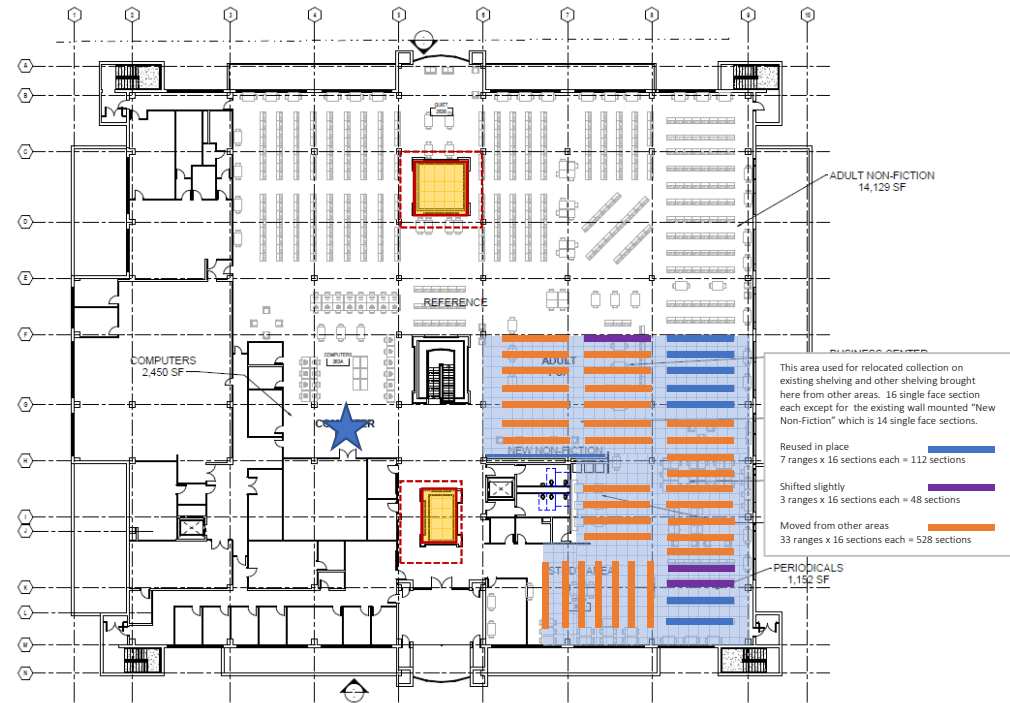 1 2 3 4 5 6 7 8 9 10
A
B
QUIET
C
ADULT NON-FICTION
14,129 SF
D
E
REFERENCE
F
COMPUTERS
2,450 SF
COMPUTERS
263A
ADULT
BUSINESS CENTER
This area used for relocated collection on
existing shelving and other shelving brought
here from other areas. 16 single face section
each except for the existing wall mounted “New
Non-Fiction” which is 14 single face sections.
G
NEW NON-FICTION
H
Reused in place
7 ranges x 16 sections each = 112 sections
Shifted slightly
3 ranges x 16 sections each = 48 sections
I
J
Moved from other areas
33 ranges x 16 sections each = 528 sections
STUDY AREA
PERIODICALS
1,152 SF
K
L
M
N